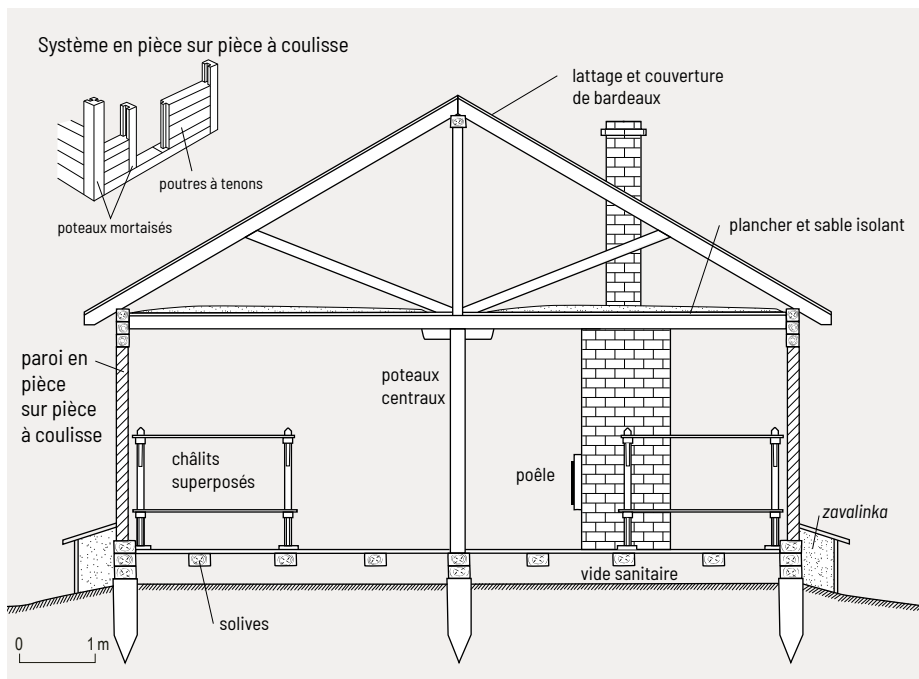 Système en pièce sur pièce à coulisse
lattage et couverture
de bardeaux
poutres à tenons
poteaux mortaisés
plancher et sable isolant
paroi en
pièce
sur pièce
à coulisse
poteaux
centraux
châlits
superposés
poêle
zavalinka
vide sanitaire
solives
0 1 m